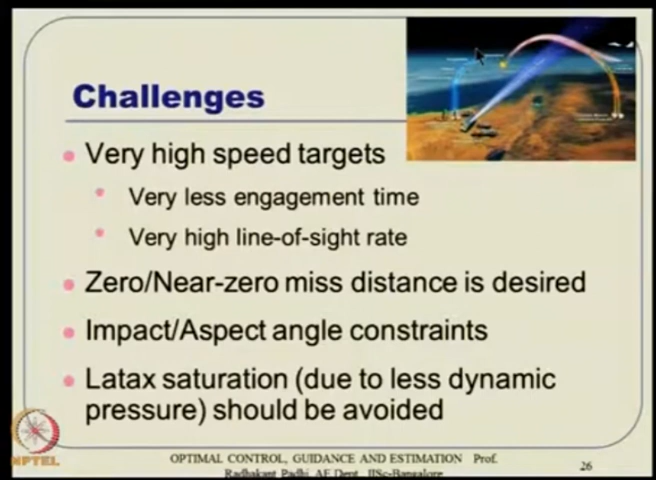 Challenges
Very high speed targets
Very less engagement time
Very high line-of-sight rate
Zero/Near-zero miss distance is desired
Impact/Aspect angle constraints
Latax saturation (due to less dynamic
pressure) should be avoided
NPTEL
OPTIMAL CONTROL, GUIDANCE AND ESTIMATION Prof.
Radhakant Padhi, AE Dept., IISc-Bangalore
26